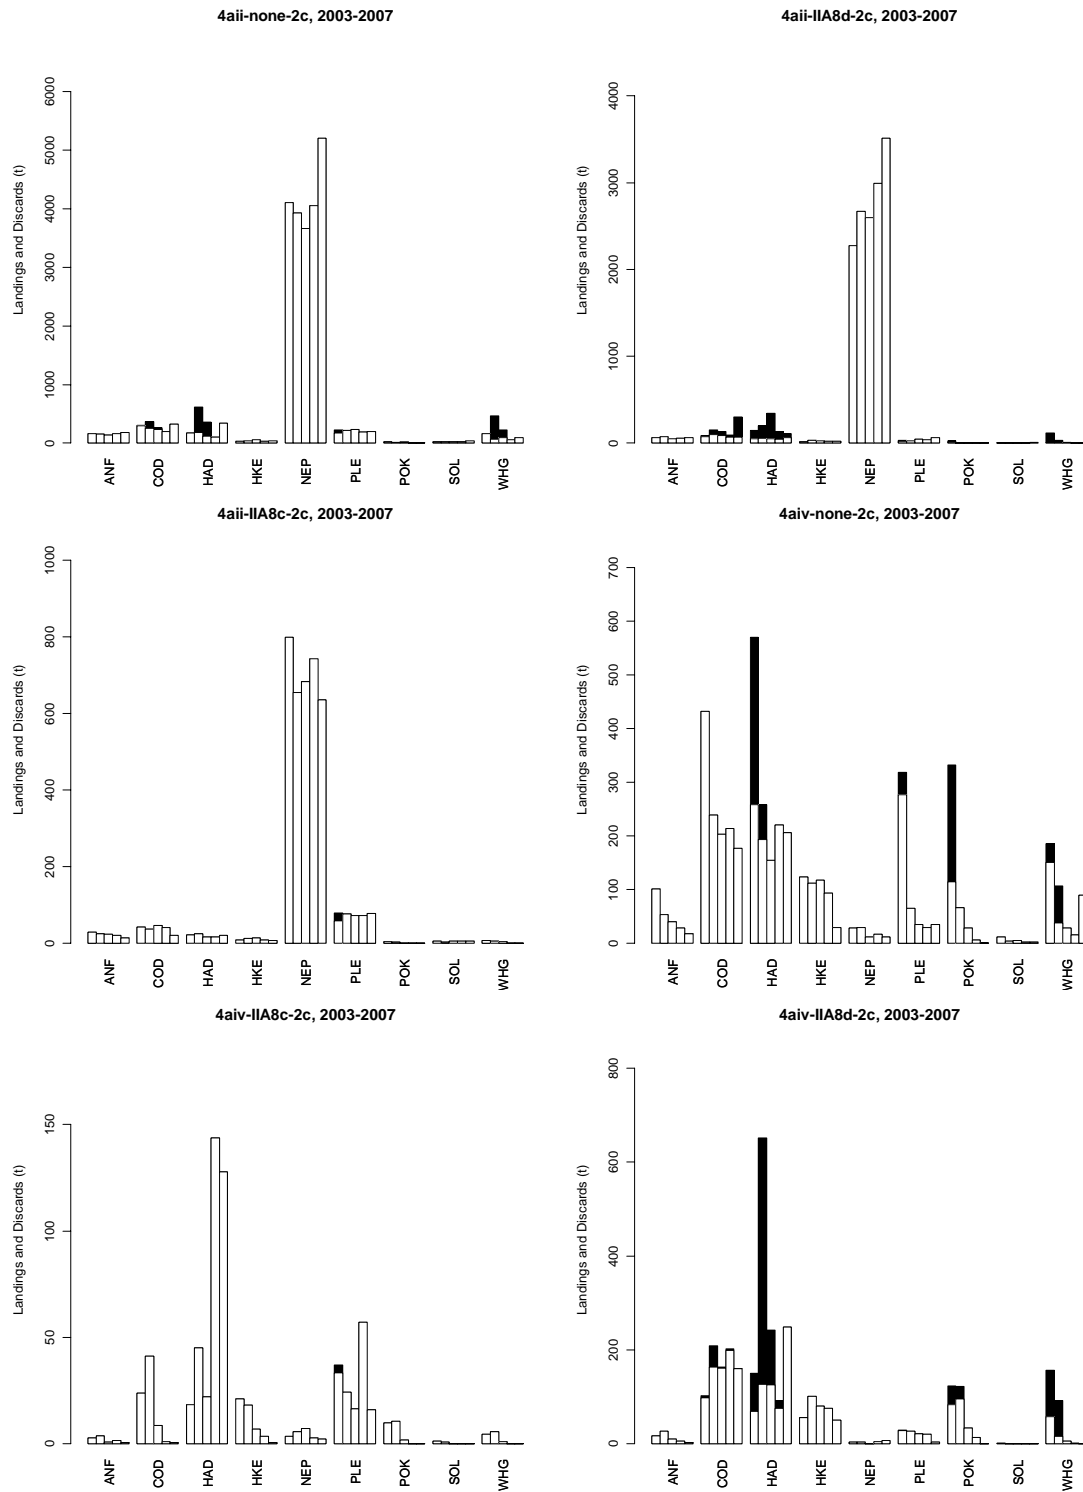 4aii-none-2c, 2003-2007
Landings and Discards (t)
0 1000 2000 3000 4000 5000 6000
ANF COD HAD HKE NEP PLE POK SOL WHG
4aii-IIA8d-2c, 2003-2007
Landings and Discards (t)
0 1000 2000 3000 4000
ANF COD HAD HKE NEP PLE POK SOL WHG
4aii-IIA8c-2c, 2003-2007
Landings and Discards (t)
0 200 400 600 800 1000
ANF COD HAD HKE NEP PLE POK SOL WHG
4aiv-none-2c, 2003-2007
Landings and Discards (t)
0 100 200 300 400 500 600 700
ANF COD HAD HKE NEP PLE POK SOL WHG
4aiv-IIA8c-2c, 2003-2007
Landings and Discards (t)
0 50 100 150
ANF COD HAD HKE NEP PLE POK SOL WHG
4aiv-IIA8d-2c, 2003-2007
Landings and Discards (t)
0 200 400 600 800
ANF COD HAD HKE NEP PLE POK SOL WHG